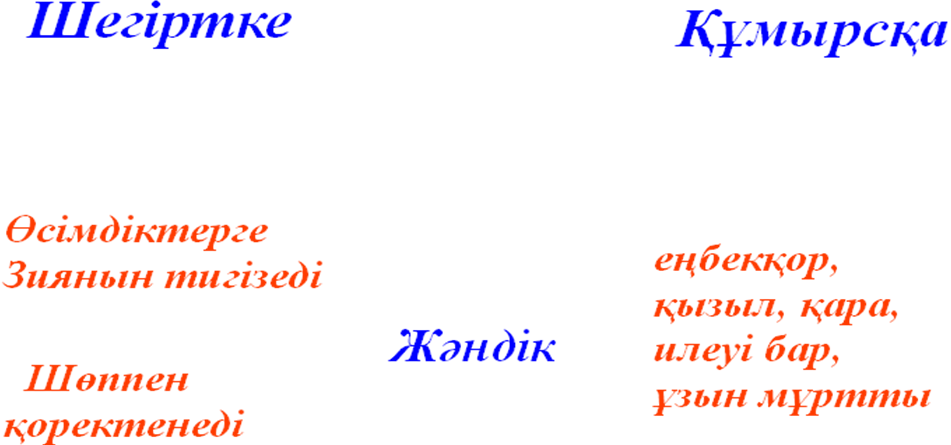 Шегіртке
Құмырсқа
Өсімдіктерге
Зиянын тигізеді
Шөппен
қоректенеді
Жәндік
еңбекқор,
қызыл, қара,
илеуі бар,
ұзын мұртты